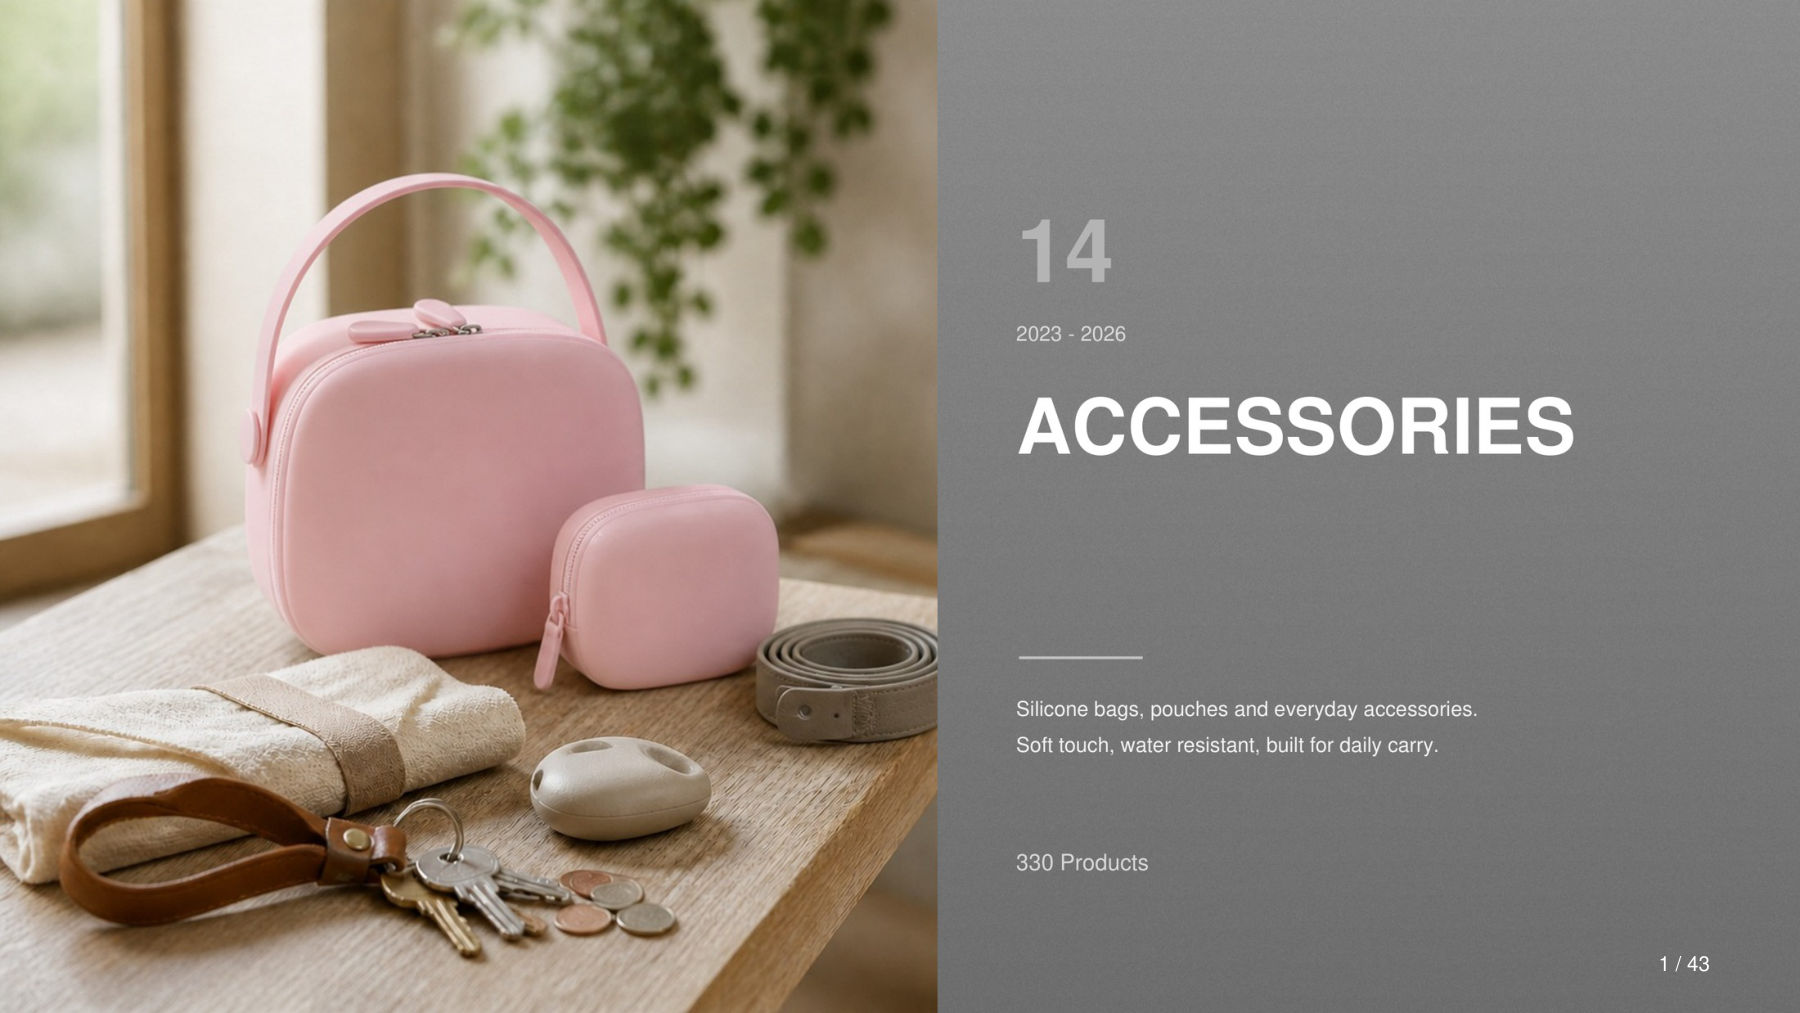 14
2023 - 2026
ACCESSORIES
Silicone bags, pouches and everyday accessories.
Soft touch, water resistant, built for daily carry.
330 Products
1 / 43